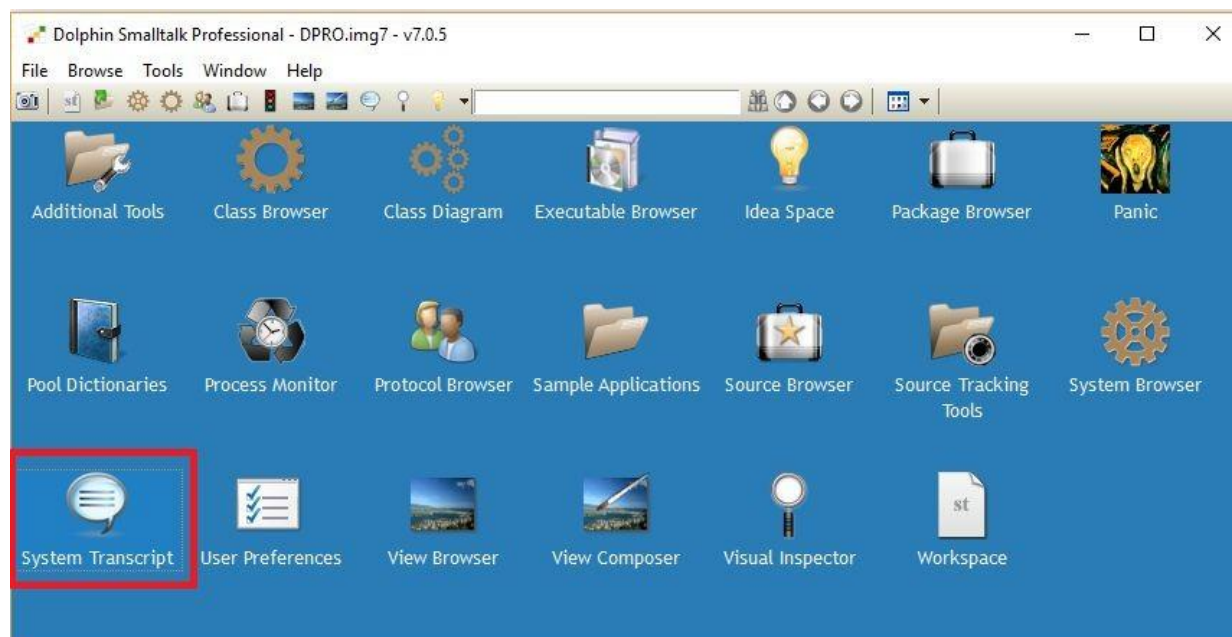 Dolphin Smalltalk Professional - DPRO.img7 - v7.0.5
File Browse Tools Window Help
st
Additional Tools Class Browser Class Diagram Executable Browser Idea Space Package Browser Panic
Pool Dictionaries Process Monitor Protocol Browser Sample Applications Source Browser Source Tracking System Browser
Tools
System Transcript User Preferences View Browser View Composer Visual Inspector Workspace
st